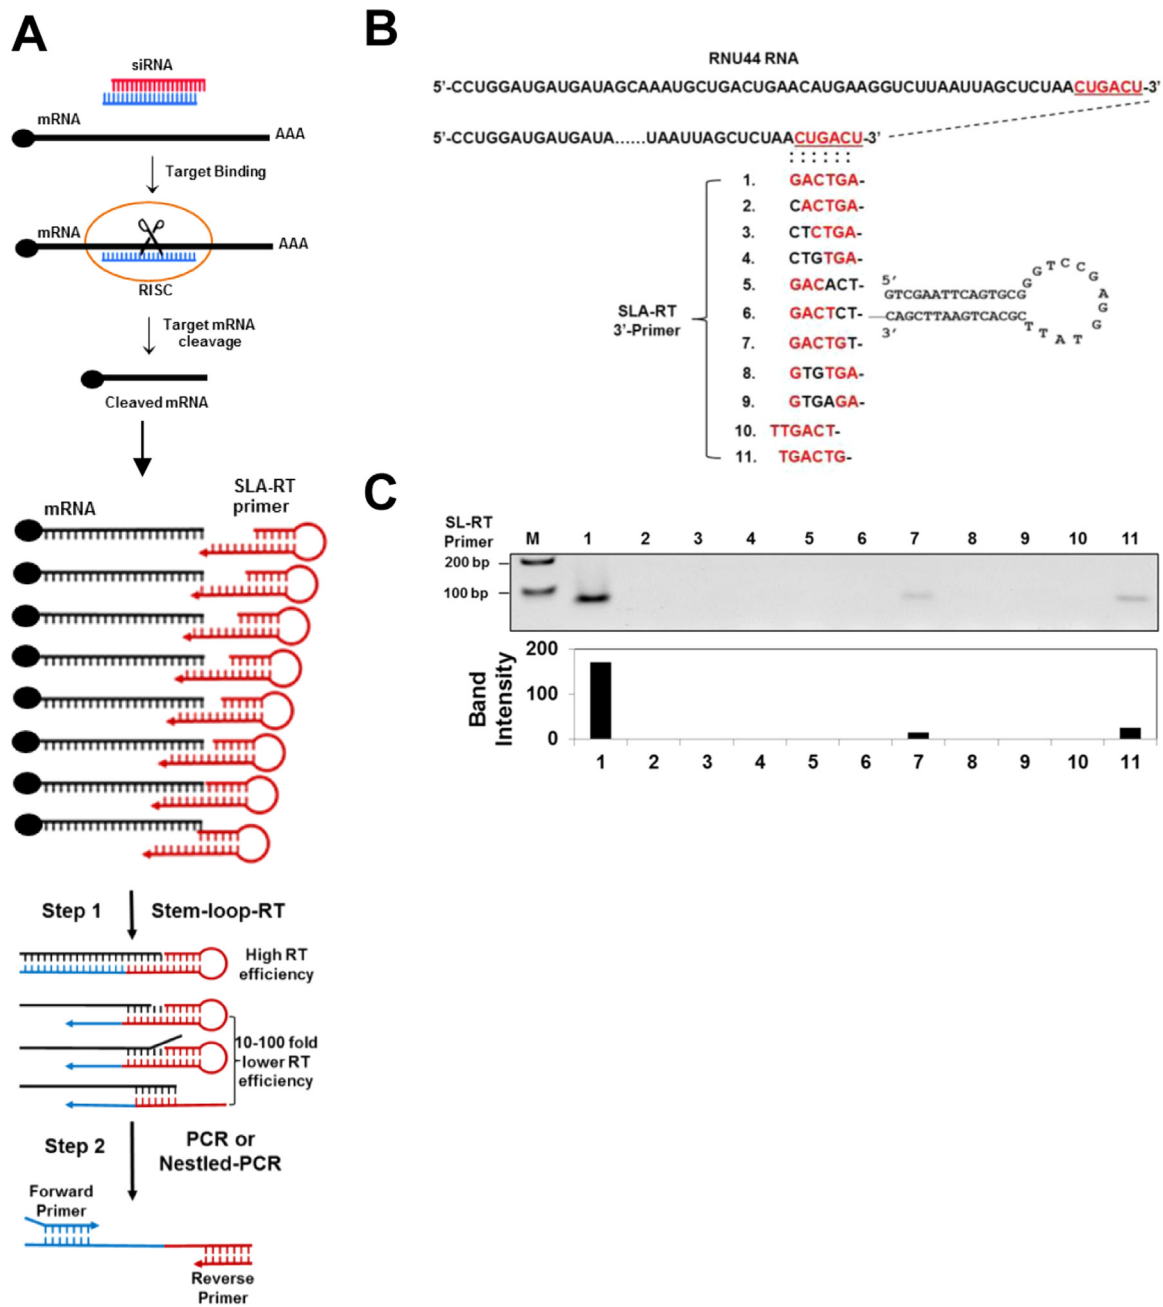 A
siRNA
mRNA
AAA
Target Binding
mRNA
AAA
RISC
Target mRNA
cleavage
Cleaved mRNA
mRNA
SLA-RT
primer
Step 1
Stem-loop-RT
High RT
efficiency
10-100 fold
lower RT
efficiency
Step 2
PCR or
Nestled-PCR
Forward
Primer
Reverse
Primer
B
RNU44 RNA
5'-CCUGGAUGAUGAUAGCAAAUGCUGACUGAACAUGAAGGUCUUAAUUAGCUCUAACUGACU-3'
5'-CCUGGAUGAUGAUA......UAAUUAGCUCUAACUGACU-3'
: : : : : :
SLA-RT
3'-Primer
1. GACTGA-
2. CACTGA-
3. CTCTGA-
4. CTGTGA-
5. GACACT-
6. GACTCT-
7. GACTGT-
8. GTGTGA-
9. GTGAGA-
10. TTGACT-
11. TGACTG-
5'
GTCGAATTCAGTGCG
GGTCCGAGGTATT
CAGCTTAAGTCACGC
3'
C
SL-RT
Primer M 1 2 3 4 5 6 7 8 9 10 11
200 bp
100 bp
Band
Intensity
200
100
0
1 2 3 4 5 6 7 8 9 10 11